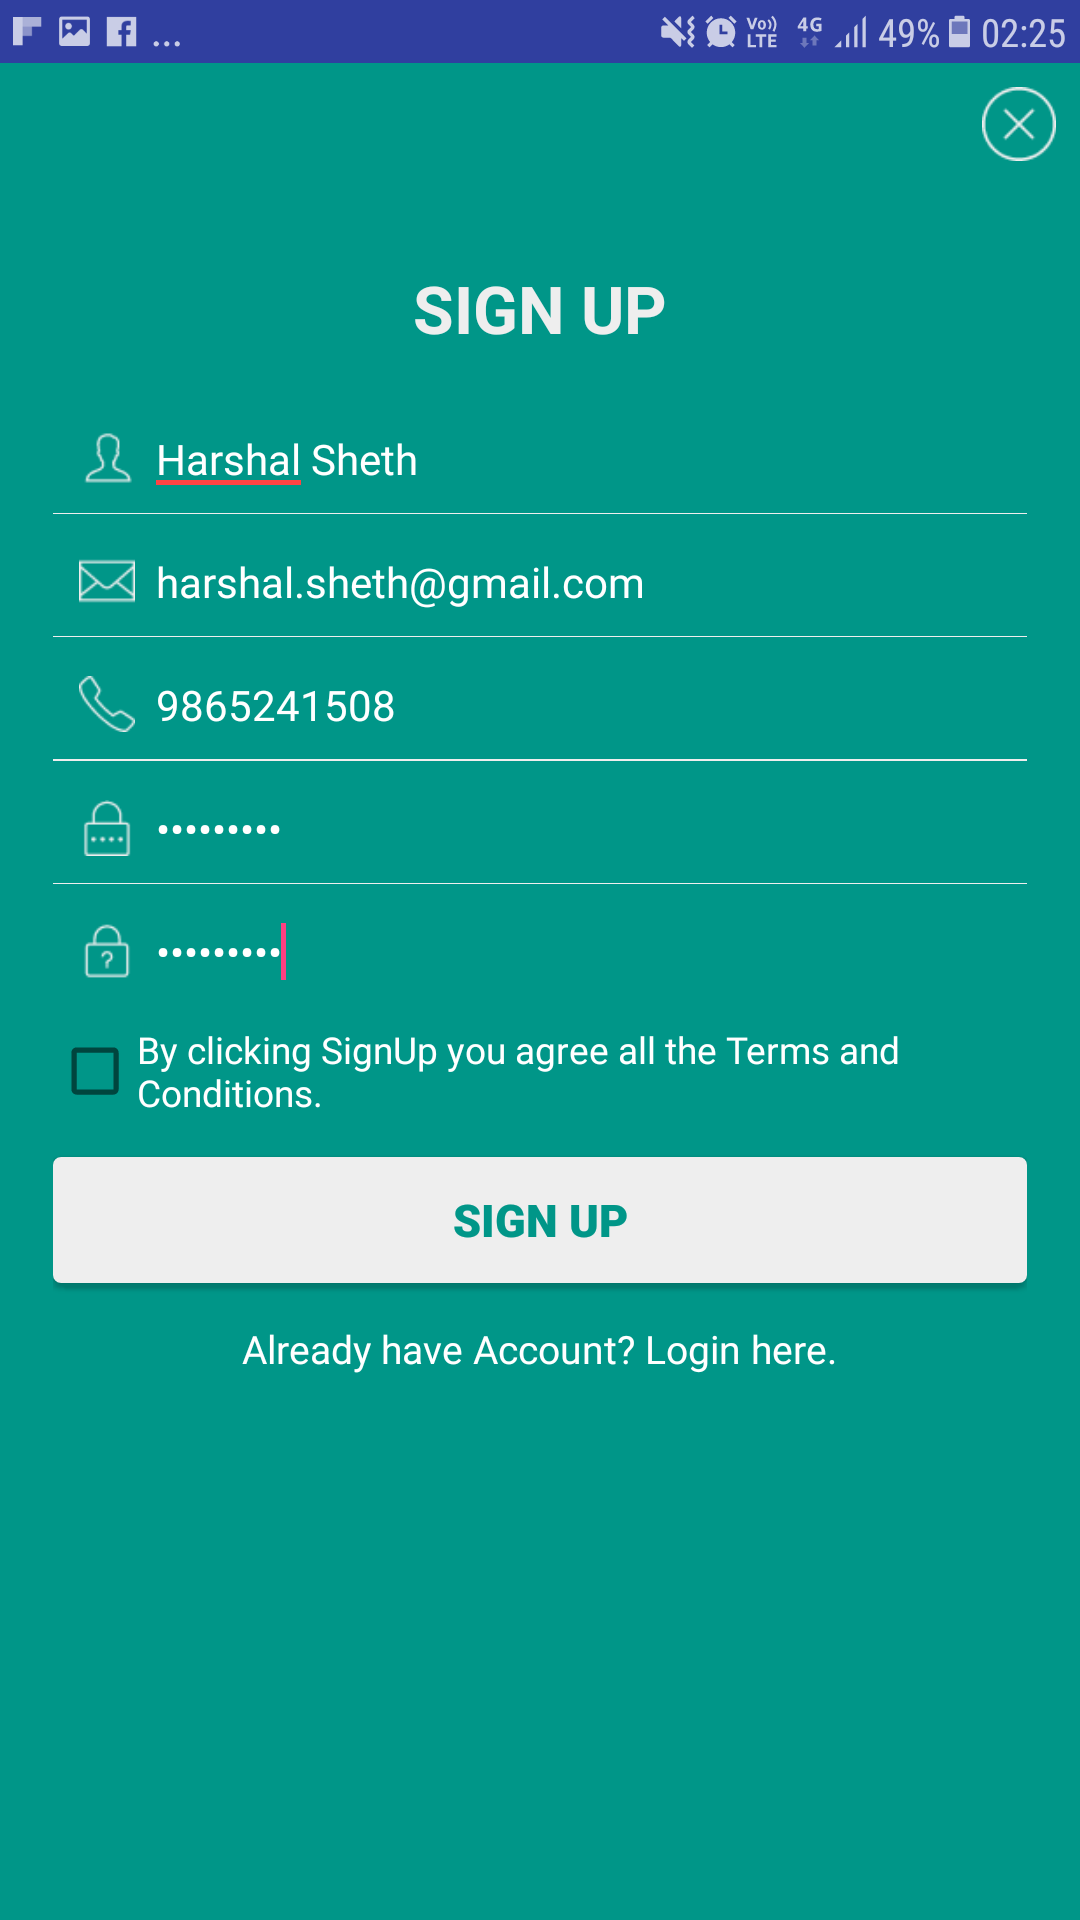 ... Vo)) LTE 4G 49% 02:25
SIGN UP
Harshal Sheth
harshal.sheth@gmail.com
9865241508
•••••••••
?
•••••••••
By clicking SignUp you agree all the Terms and
Conditions.
SIGN UP
Already have Account? Login here.